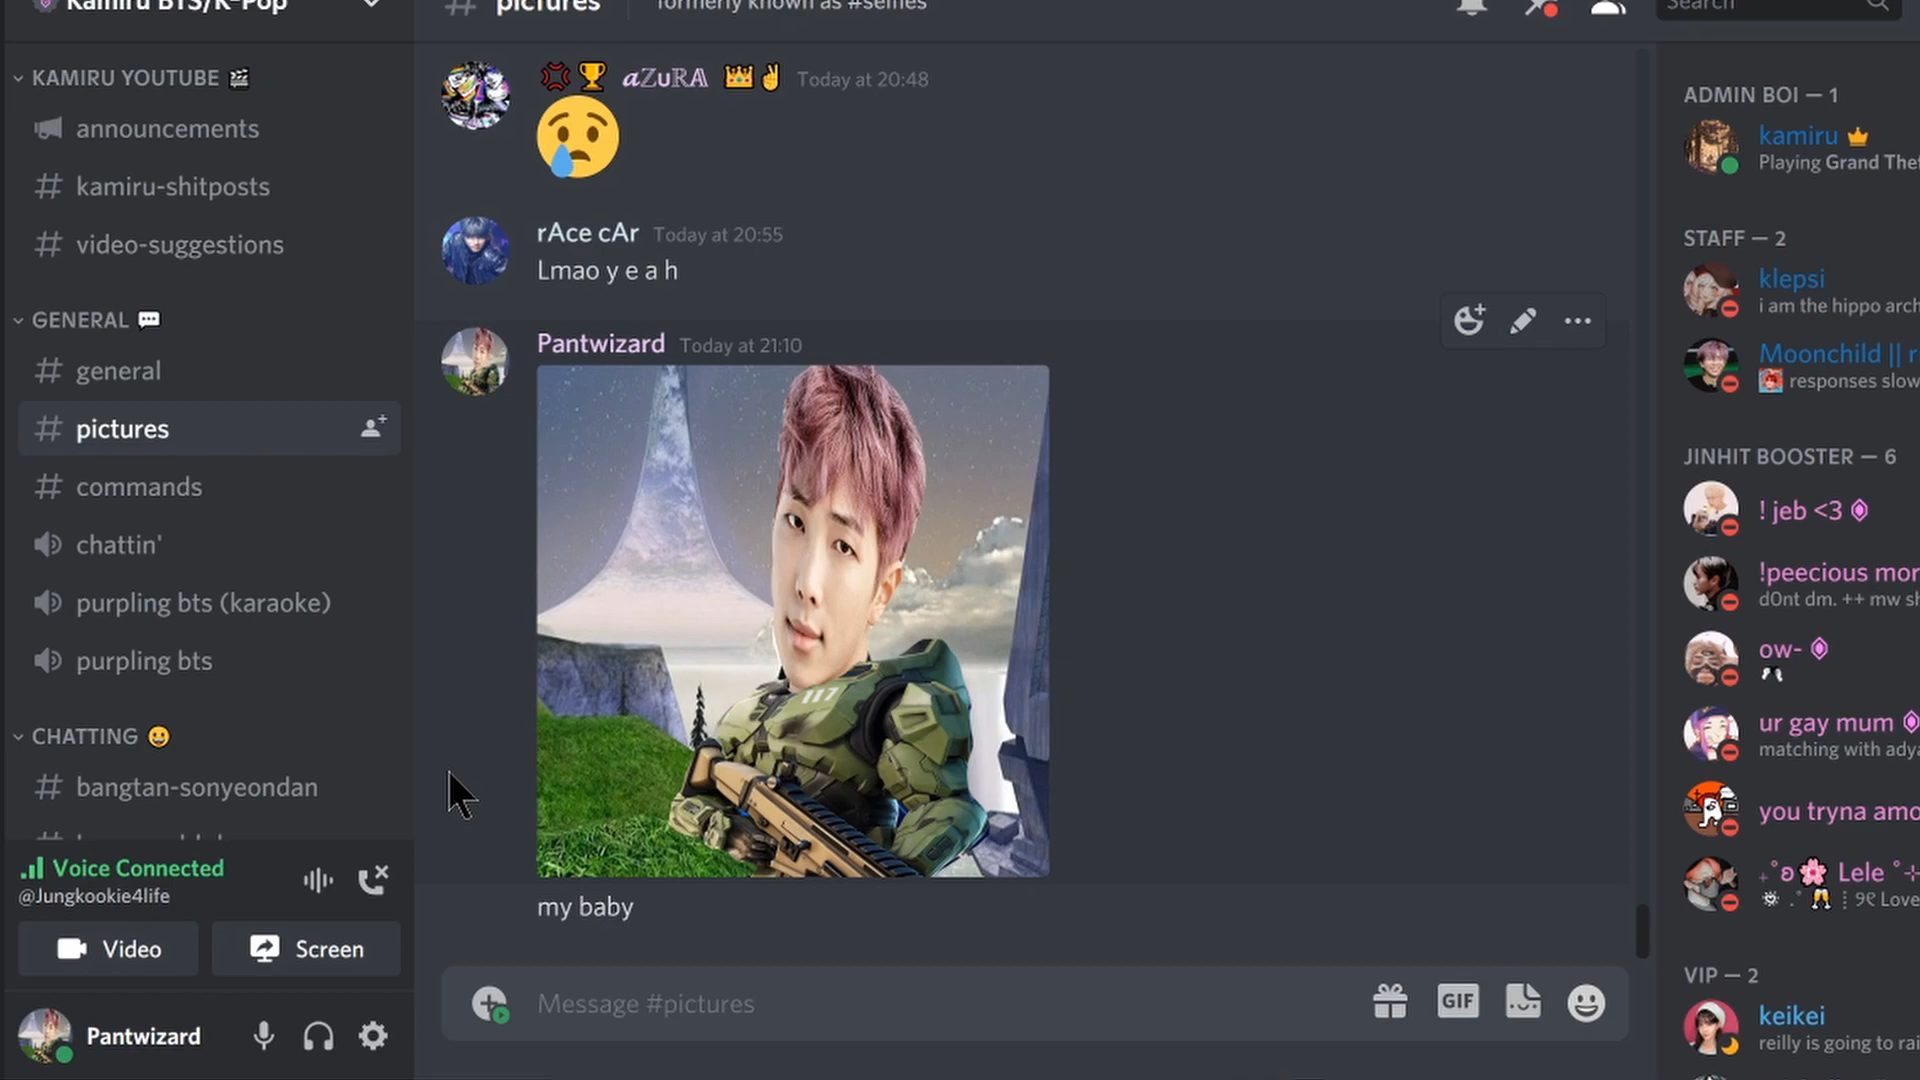 Kamiru BTS/K-Pop
KAMIRU YOUTUBE 🎬
announcements
# kamiru-shitposts
# video-suggestions
GENERAL 💬
# general
# pictures
# commands
chattin'
purpling bts (karaoke)
purpling bts
CHATTING 😀
# bangtan-sonyeondan
Voice Connected
@Jungkookie4life
Video
Screen
Pantwizard
# pictures
formerly known as #selfies
💢🏆 𝒂ℤuℝ𝔸 👑✌ Today at 20:48
😢
rAce cAr Today at 20:55
Lmao y e a h
Pantwizard Today at 21:10
117
my baby
Message #pictures
GIF
Search
ADMIN BOI — 1
kamiru
Playing Grand Thef
STAFF — 2
klepsi
i am the hippo arch
Moonchild || r
responses slow
JINHIT BOOSTER — 6
! jeb <3
!peecious mor
d0nt dm. ++ mw sh
ow-
ur gay mum
matching with adya
you tryna amo
Lele
Love
VIP — 2
keikei
reilly is going to rai